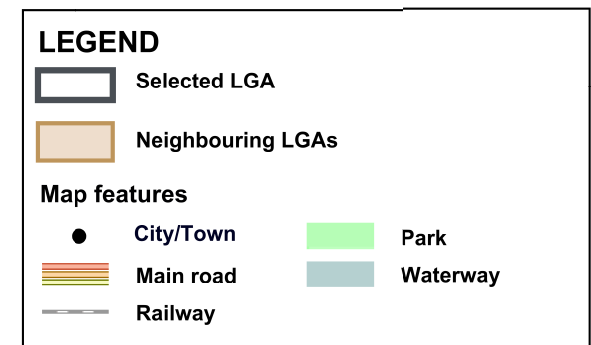 LEGEND
Selected LGA
Neighbouring LGAs
Map features
City/Town
Main road
Railway
Park
Waterway